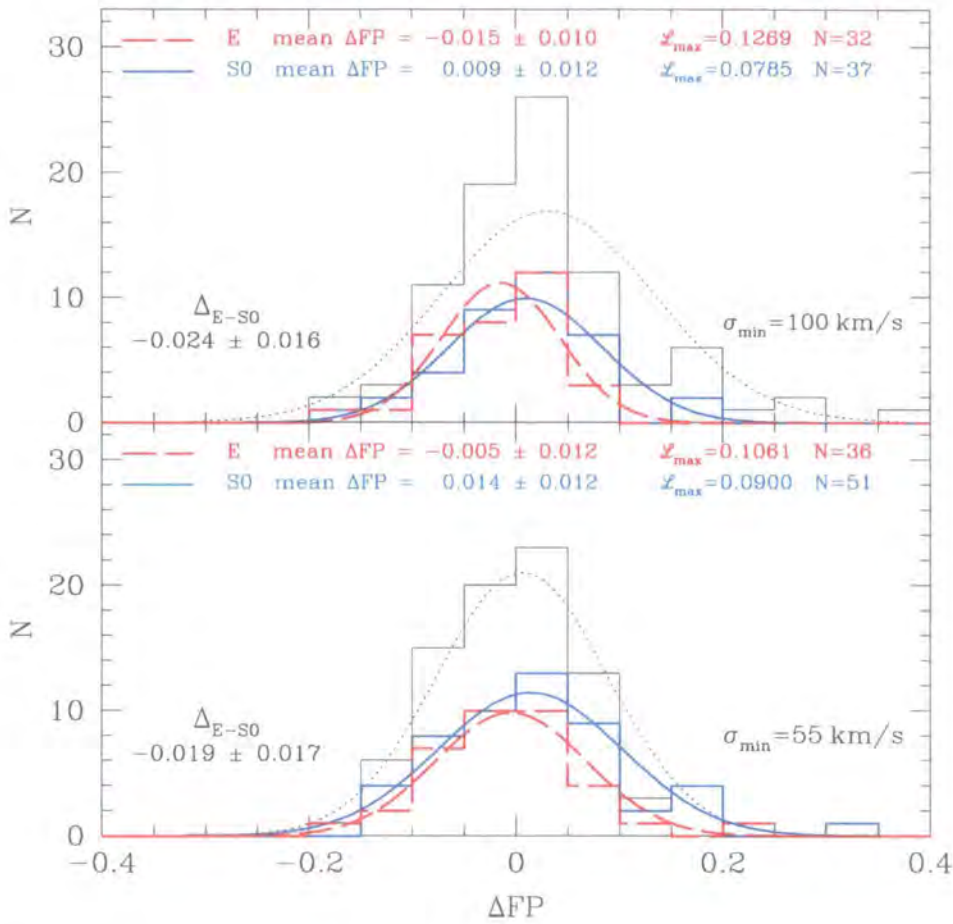 E mean ΔFP = −0.015 ± 0.010 ℒmax=0.1269 N=32
S0 mean ΔFP = 0.009 ± 0.012 ℒmax=0.0785 N=37
30
20
10
0
N
ΔE−S0
−0.024 ± 0.016
σmin=100 km/s
E mean ΔFP = −0.005 ± 0.012 ℒmax=0.1061 N=36
S0 mean ΔFP = 0.014 ± 0.012 ℒmax=0.0900 N=51
30
20
10
0
N
ΔE−S0
−0.019 ± 0.017
σmin=55 km/s
−0.4 −0.2 0 0.2 0.4
ΔFP